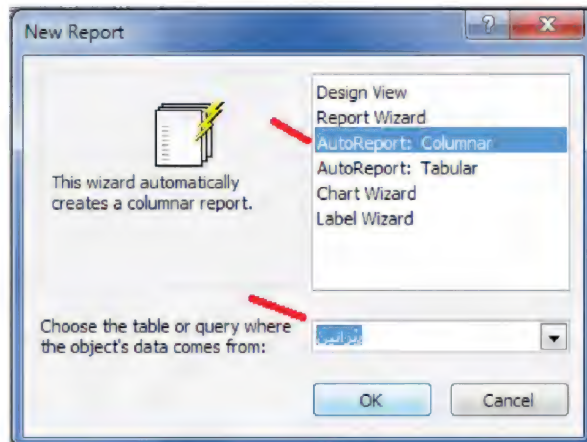 New Report
Design View
Report Wizard
AutoReport: Columnar
AutoReport: Tabular
Chart Wizard
Label Wizard
This wizard automatically
creates a columnar report.
Choose the table or query where
the object's data comes from:
OK
Cancel